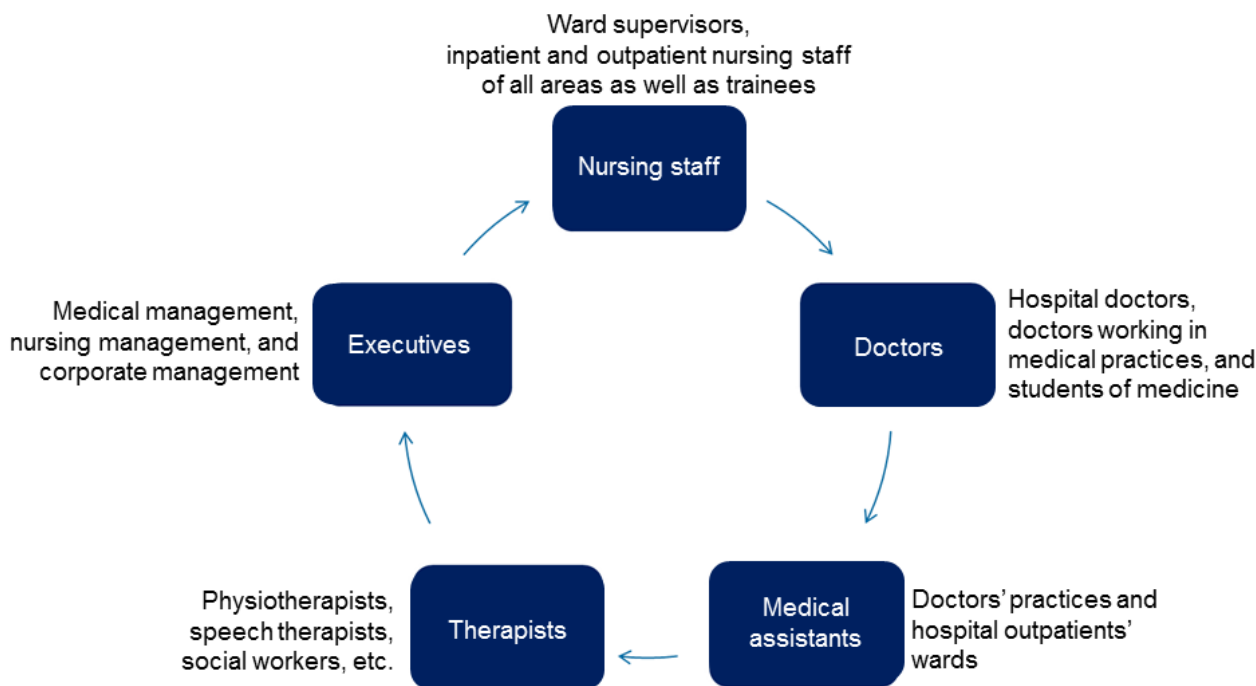 Ward supervisors,
inpatient and outpatient nursing staff
of all areas as well as trainees
Nursing staff
Hospital doctors,
doctors working in
medical practices, and
students of medicine
Doctors
Medical management,
nursing management, and
corporate management
Executives
Doctors’ practices and
hospital outpatients’
wards
Medical
assistants
Physiotherapists,
speech therapists,
social workers, etc.
Therapists